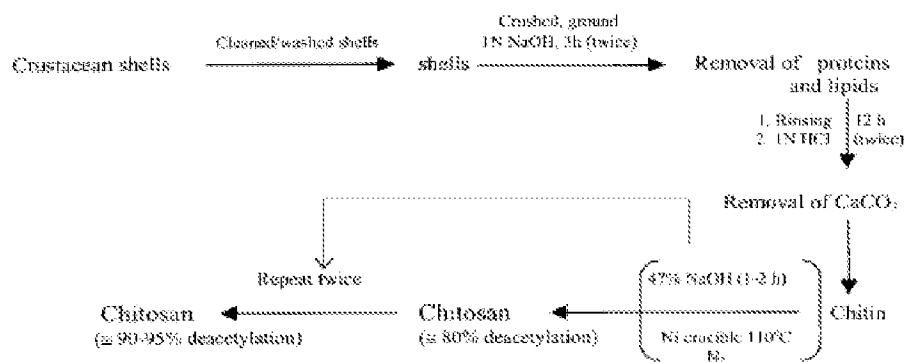 Crustacean shells
Cleaned/washed shells
shells
Crushed, ground
1N NaOH, 3h (twice)
Removal of proteins
and lipids
1. Rinsing
2. 1N HCl
12 h
(twice)
Removal of CaCO₃
Chitin
47% NaOH (1-2 h)
Ni crucible 110°C
N₂
Repeat twice
Chitosan
(≅ 80% deacetylation)
Chitosan
(≅ 90-95% deacetylation)